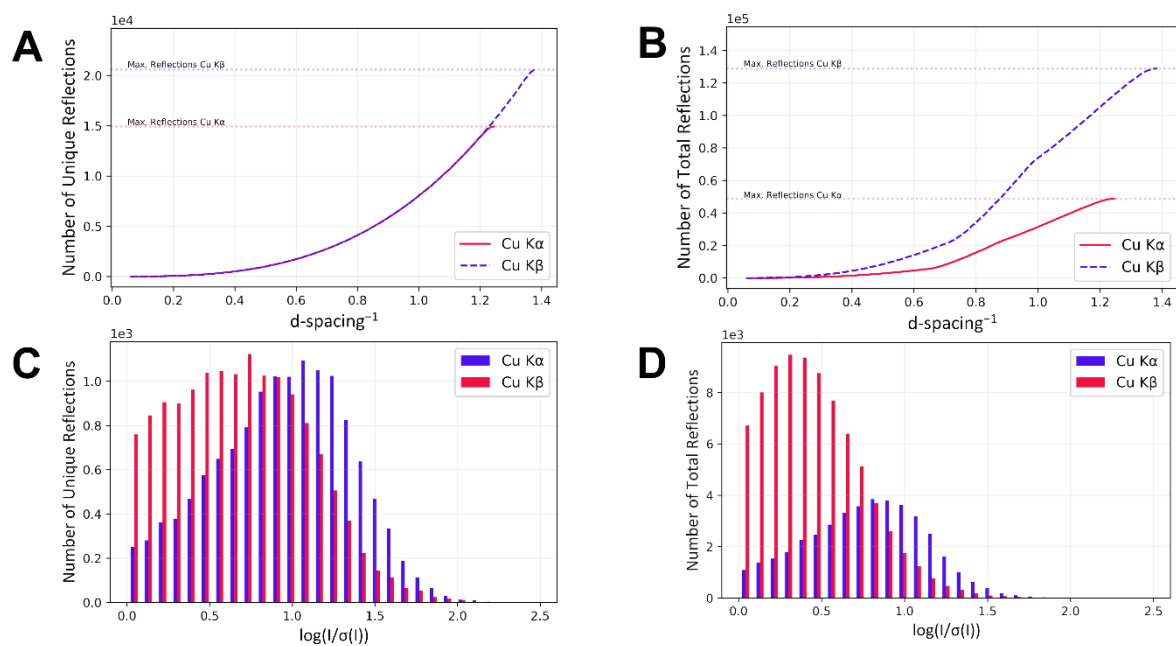 A
1e4
Number of Unique Reflections
2.0
1.5
1.0
0.5
0.0
Max. Reflections Cu Kβ
Max. Reflections Cu Kα
Cu Kα
Cu Kβ
0.0 0.2 0.4 0.6 0.8 1.0 1.2 1.4
d-spacing⁻¹
B
1e5
Number of Total Reflections
1.4
1.2
1.0
0.8
0.6
0.4
0.2
0.0
Max. Reflections Cu Kβ
Max. Reflections Cu Kα
Cu Kα
Cu Kβ
0.0 0.2 0.4 0.6 0.8 1.0 1.2 1.4
d-spacing⁻¹
C
1e3
Number of Unique Reflections
1.0
0.8
0.6
0.4
0.2
0.0
Cu Kα
Cu Kβ
0.0 0.5 1.0 1.5 2.0 2.5
log(I/σ(I))
D
1e3
Number of Total Reflections
8
6
4
2
0
Cu Kα
Cu Kβ
0.0 0.5 1.0 1.5 2.0 2.5
log(I/σ(I))